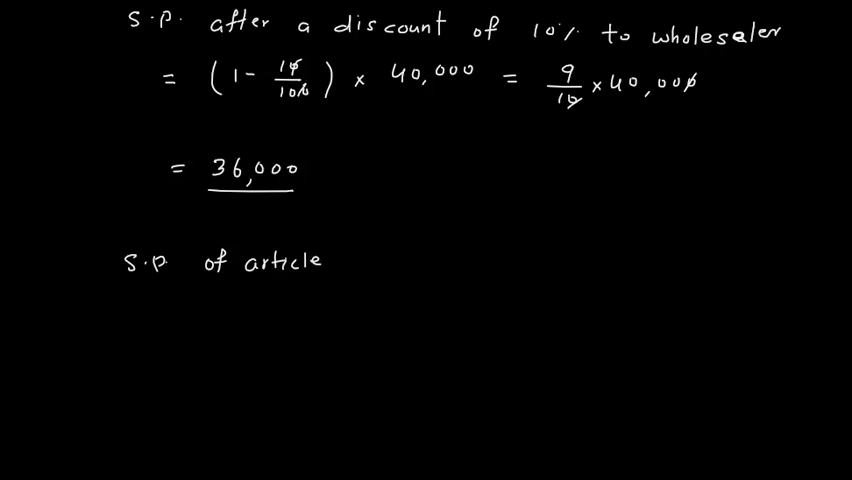 S.P. after a discount of 10% to wholesaler
= (1 - 10/100) × 40,000 = 9/10 × 40,000
= 36,000
S.P. of article